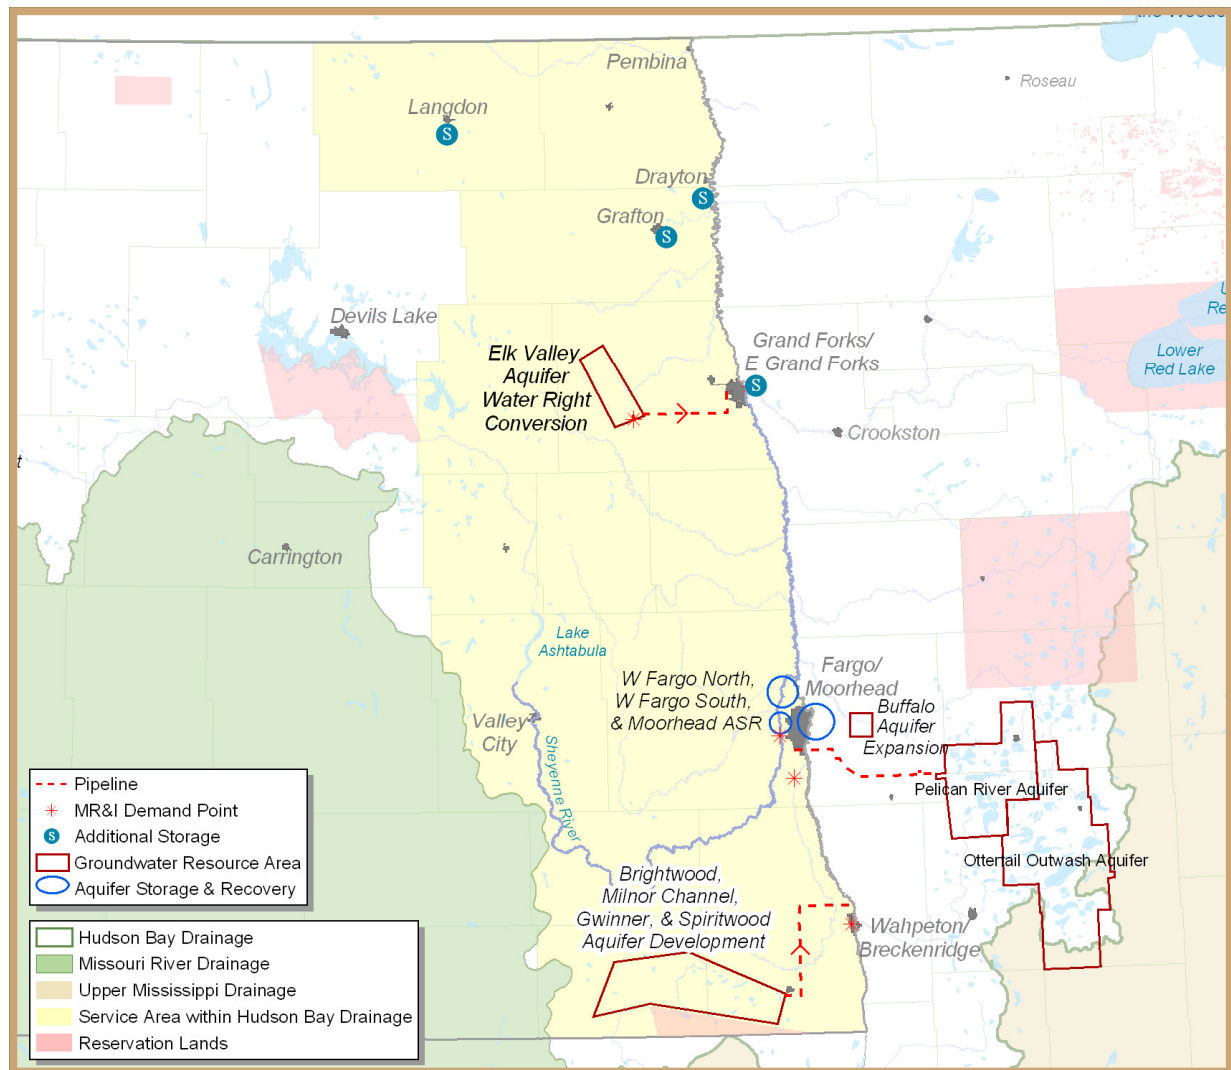 Pembina
Roseau
Langdon
S
Drayton
S
Grafton
S
Devils Lake
Grand Forks/
E Grand Forks
S
Lower
Red Lake
Elk Valley
Aquifer
Water Right
Conversion
Crookston
Carrington
Lake
Ashtabula
W Fargo North,
W Fargo South,
& Moorhead ASR
Fargo/
Moorhead
Buffalo
Aquifer
Expansion
Valley
City
Sheyenne River
Pelican River Aquifer
Ottertail Outwash Aquifer
Brightwood,
Milnor Channel,
Gwinner, & Spiritwood
Aquifer Development
Wahpeton/
Breckenridge
Pipeline
MR&I Demand Point
S Additional Storage
Groundwater Resource Area
Aquifer Storage & Recovery
Hudson Bay Drainage
Missouri River Drainage
Upper Mississippi Drainage
Service Area within Hudson Bay Drainage
Reservation Lands